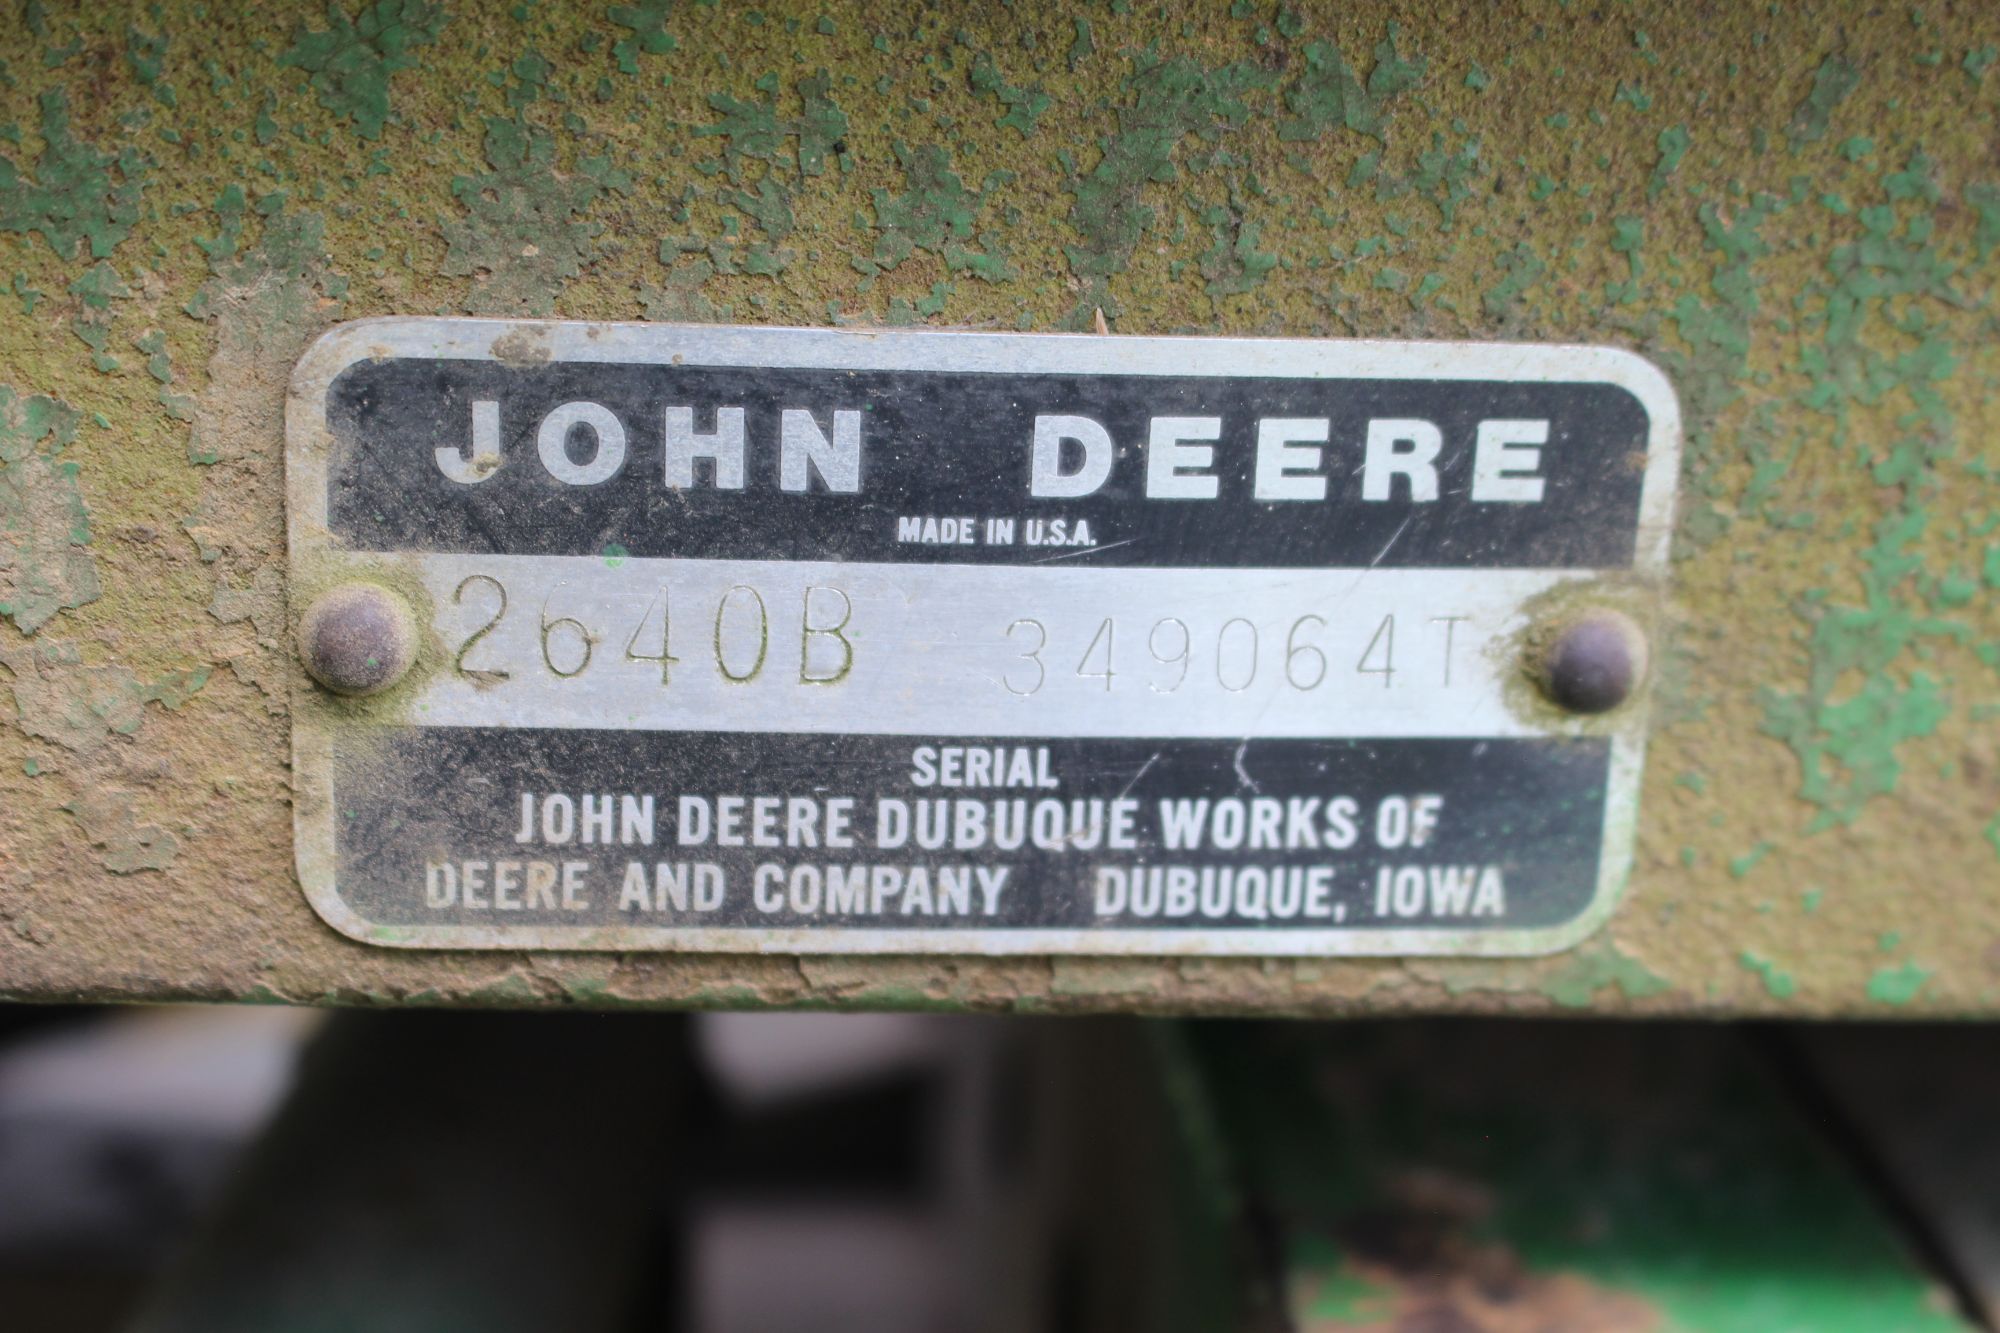 JOHN DEERE
MADE IN U.S.A.
2640B 349064T
SERIAL
JOHN DEERE DUBUQUE WORKS OF
DEERE AND COMPANY DUBUQUE, IOWA